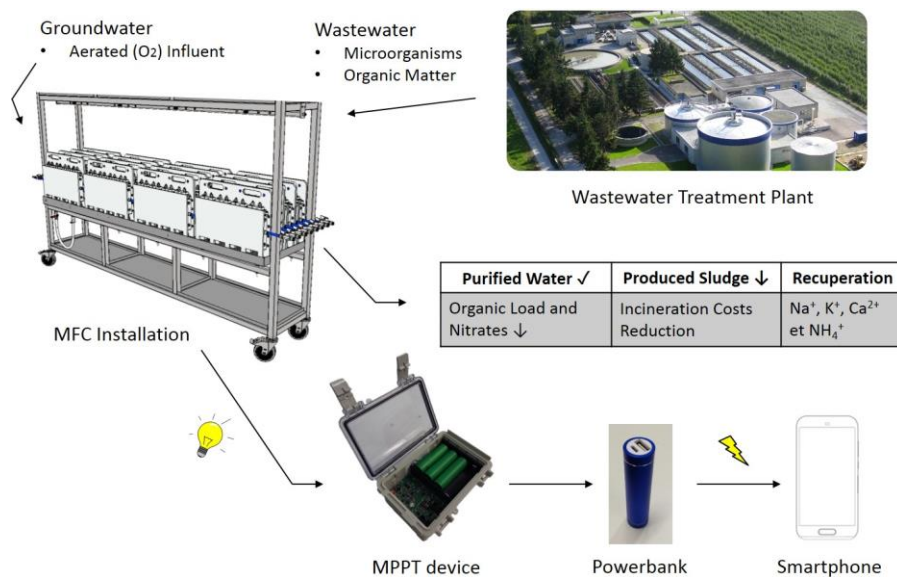 Groundwater
• Aerated (O₂) Influent
Wastewater
• Microorganisms
• Organic Matter
Wastewater Treatment Plant
MFC Installation
Purified Water ✓ Produced Sludge ↓ Recuperation
Organic Load and Incineration Costs Na⁺, K⁺, Ca²⁺
Nitrates ↓ Reduction et NH₄⁺
MPPT device
Powerbank
Smartphone